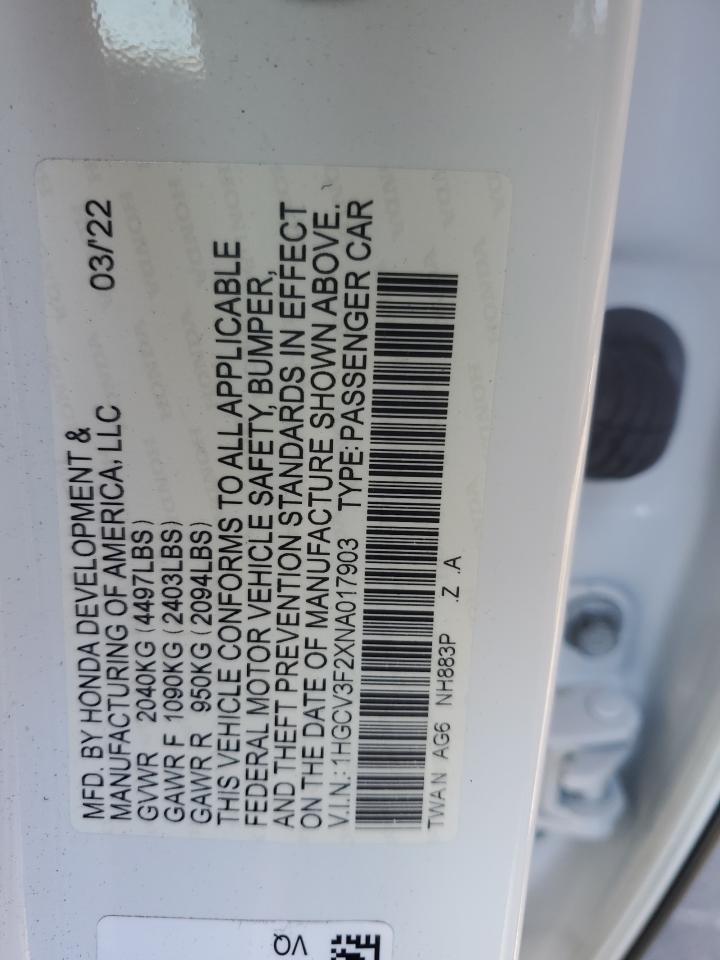 MFD. BY HONDA DEVELOPMENT &
MANUFACTURING OF AMERICA, LLC 03/'22
GVWR 2040KG (4497LBS)
GAWR F 1090KG (2403LBS)
GAWR R 950KG (2094LBS)
THIS VEHICLE CONFORMS TO ALL APPLICABLE
FEDERAL MOTOR VEHICLE SAFETY, BUMPER,
AND THEFT PREVENTION STANDARDS IN EFFECT
ON THE DATE OF MANUFACTURE SHOWN ABOVE.
V.I.N.:1HGCV3F2XNA017903 TYPE:PASSENGER CAR
TWAN AG6 NH883P .Z .A
VQ